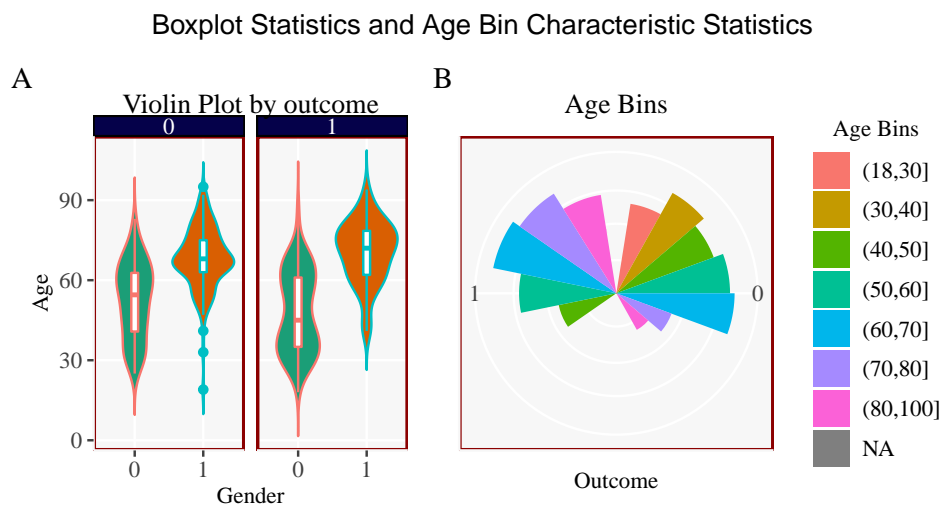 Boxplot Statistics and Age Bin Characteristic Statistics
A
Violin Plot by outcome
0
1
Age
90
60
30
0
0
1
0
1
Gender
B
Age Bins
1
0
Outcome
Age Bins
(18,30]
(30,40]
(40,50]
(50,60]
(60,70]
(70,80]
(80,100]
NA